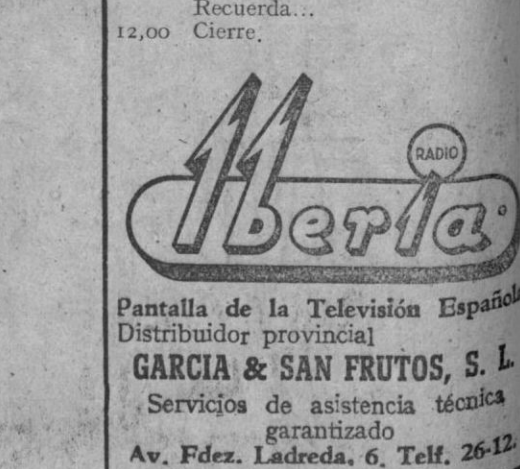 Recuerda...
12,00 Cierre.
RADIO
Iberia
Pantalla de la Televisión Española
Distribuidor provincial
GARCIA & SAN FRUTOS, S. L.
Servicios de asistencia técnica
garantizado
Av. Fdez. Ladreda, 6. Telf. 26-12.